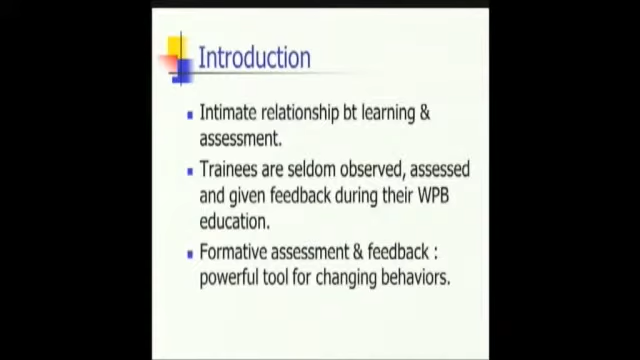 Introduction
Intimate relationship bt learning &
assessment.
Trainees are seldom observed, assessed
and given feedback during their WPB
education.
Formative assessment & feedback :
powerful tool for changing behaviors.